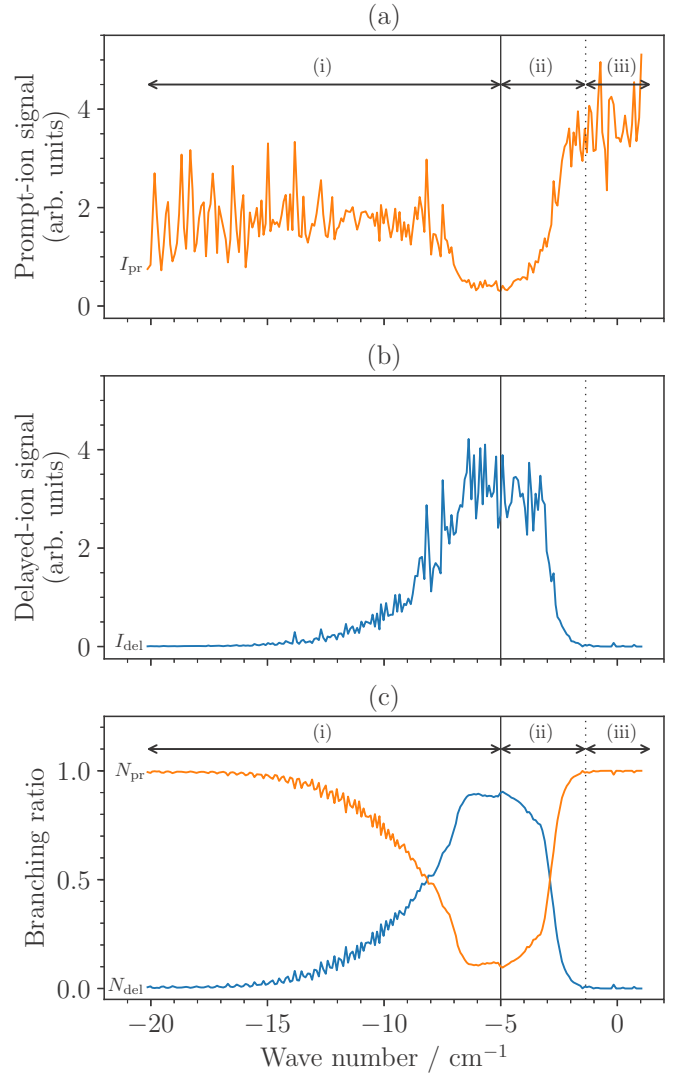 (a)
Prompt-ion signal
(arb. units)
(i)
(ii)
(iii)
4
2
0
I_pr
(b)
Delayed-ion signal
(arb. units)
4
2
0
I_del
(c)
Branching ratio
(i)
(ii)
(iii)
N_pr
1.0
0.5
0.0
N_del
−20 −15 −10 −5 0
Wave number / cm⁻¹